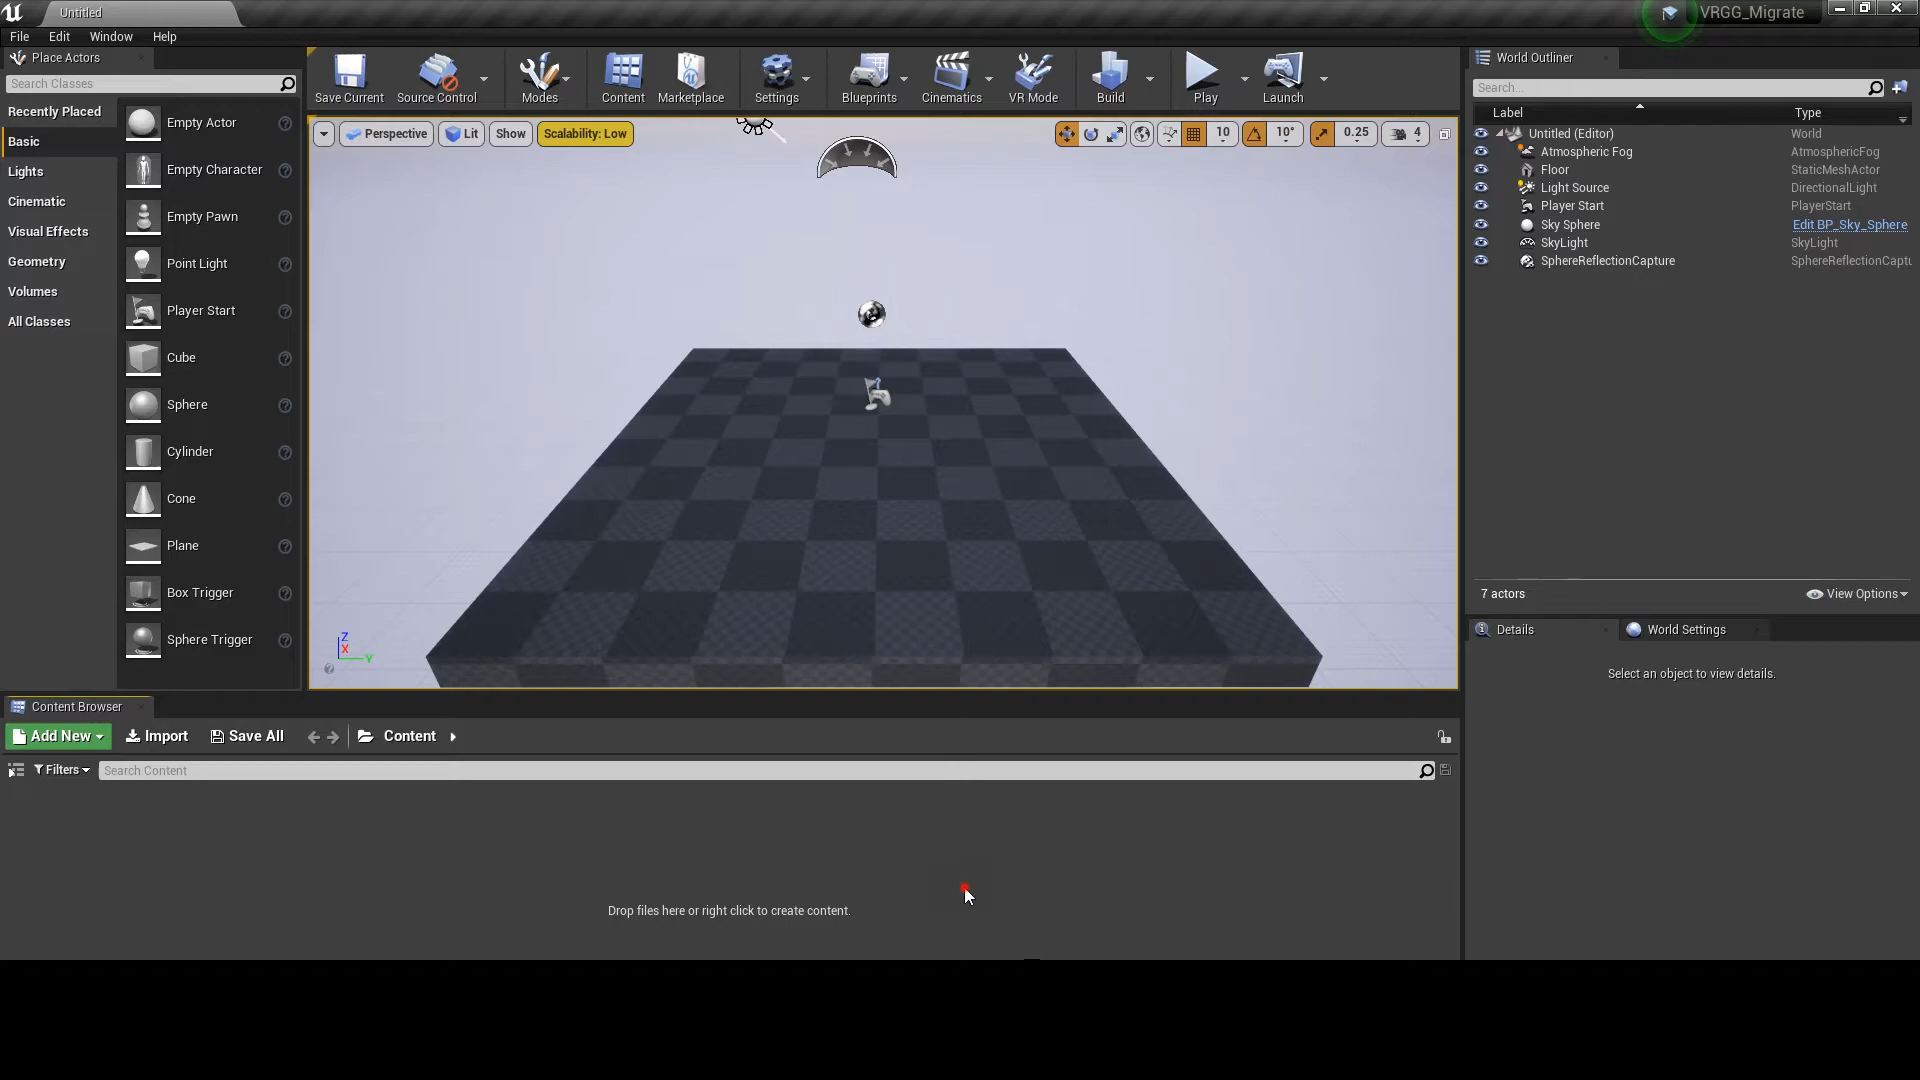 Untitled
VRGG_Migrate
File Edit Window Help
Place Actors
Search Classes
Recently Placed
Basic
Lights
Cinematic
Visual Effects
Geometry
Volumes
All Classes
Empty Actor
Empty Character
Empty Pawn
Point Light
Player Start
Cube
Sphere
Cylinder
Cone
Plane
Box Trigger
Sphere Trigger
Save Current Source Control Modes Content Marketplace Settings Blueprints Cinematics VR Mode Build Play Launch
Perspective Lit Show Scalability: Low 10 10° 0.25 4
Z
X
Y
World Outliner
Search...
Label Type
Untitled (Editor) World
Atmospheric Fog AtmosphericFog
Floor StaticMeshActor
Light Source DirectionalLight
Player Start PlayerStart
Sky Sphere Edit BP_Sky_Sphere
SkyLight SkyLight
SphereReflectionCapture SphereReflectionCaptu
7 actors View Options
Details World Settings
Select an object to view details.
Content Browser
Add New Import Save All Content
Filters Search Content
Drop files here or right click to create content.